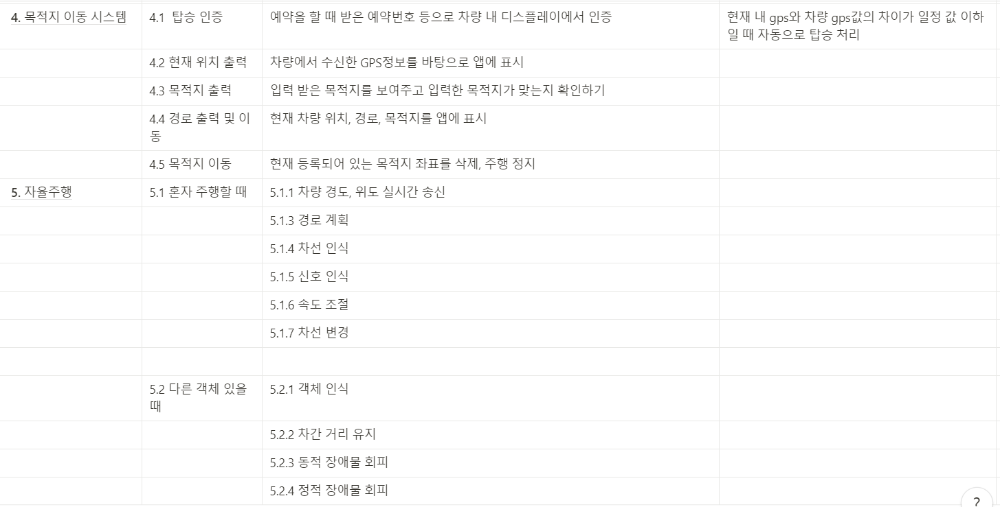 4. 목적지 이동 시스템
4.1 탑승 인증
예약을 할 때 받은 예약번호 등으로 차량 내 디스플레이에서 인증
현재 내 gps와 차량 gps값의 차이가 일정 값 이하
일 때 자동으로 탑승 처리
4.2 현재 위치 출력
차량에서 수신한 GPS정보를 바탕으로 앱에 표시
4.3 목적지 출력
입력 받은 목적지를 보여주고 입력한 목적지가 맞는지 확인하기
4.4 경로 출력 및 이
동
현재 차량 위치, 경로, 목적지를 앱에 표시
4.5 목적지 이동
현재 등록되어 있는 목적지 좌표를 삭제, 주행 정지
5. 자율주행
5.1 혼자 주행할 때
5.1.1 차량 경도, 위도 실시간 송신
5.1.3 경로 계획
5.1.4 차선 인식
5.1.5 신호 인식
5.1.6 속도 조절
5.1.7 차선 변경
5.2 다른 객체 있을
때
5.2.1 객체 인식
5.2.2 차간 거리 유지
5.2.3 동적 장애물 회피
5.2.4 정적 장애물 회피
?